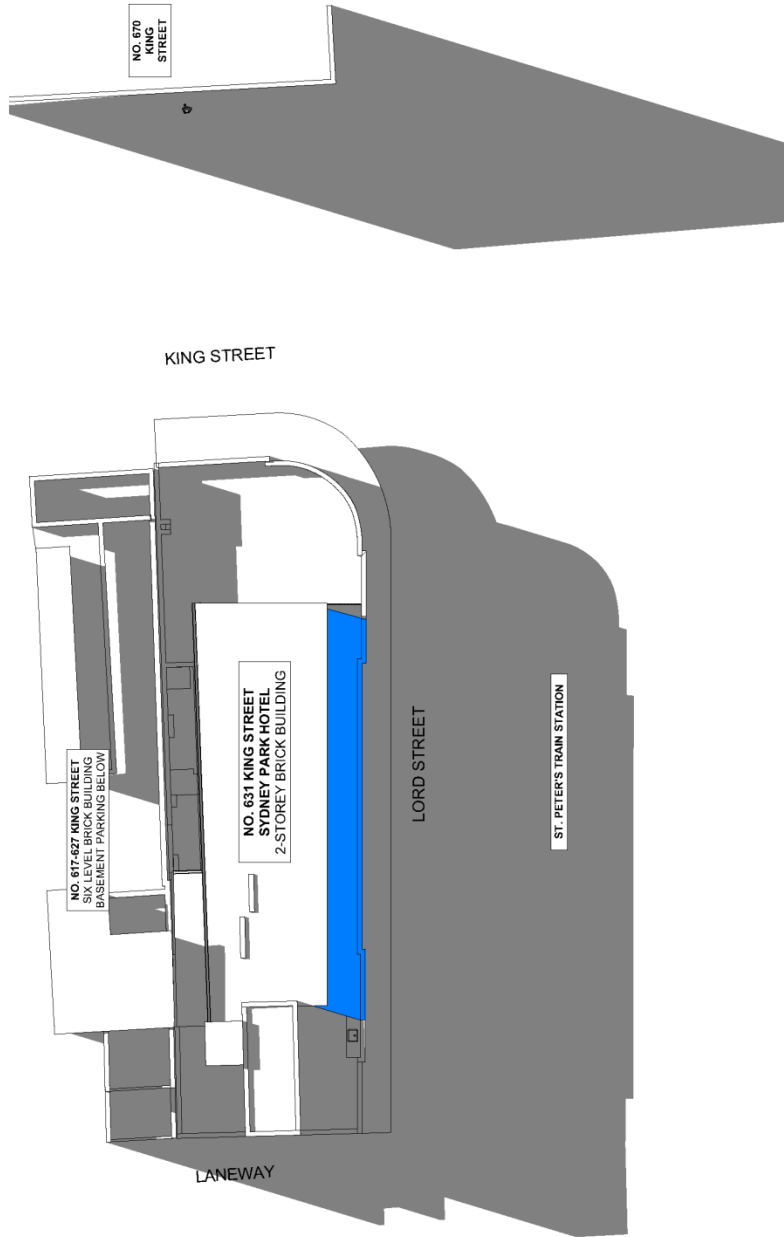 NO. 670
KING
STREET
KING STREET
NO. 617-627 KING STREET
SIX LEVEL BRICK BUILDING
BASEMENT PARKING BELOW
NO. 631 KING STREET
SYDNEY PARK HOTEL
2-STOREY BRICK BUILDING
LORD STREET
ST. PETER'S TRAIN STATION
LANEWAY